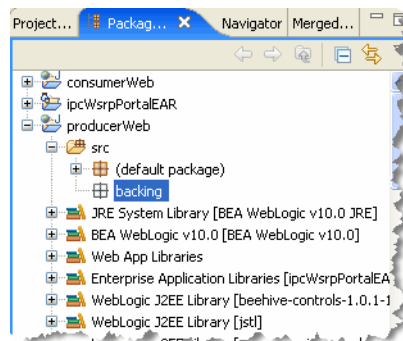 Project... Packag... Navigator Merged...
consumerWeb
ipcWsrpPortalEAR
producerWeb
src
(default package)
backing
JRE System Library [BEA WebLogic v10.0 JRE]
BEA WebLogic v10.0 [BEA WebLogic v10.0]
Web App Libraries
Enterprise Application Libraries [ipcWsrpPortalEA
WebLogic J2EE Library [beehive-controls-1.0.1-1
WebLogic J2EE Library [jstl]